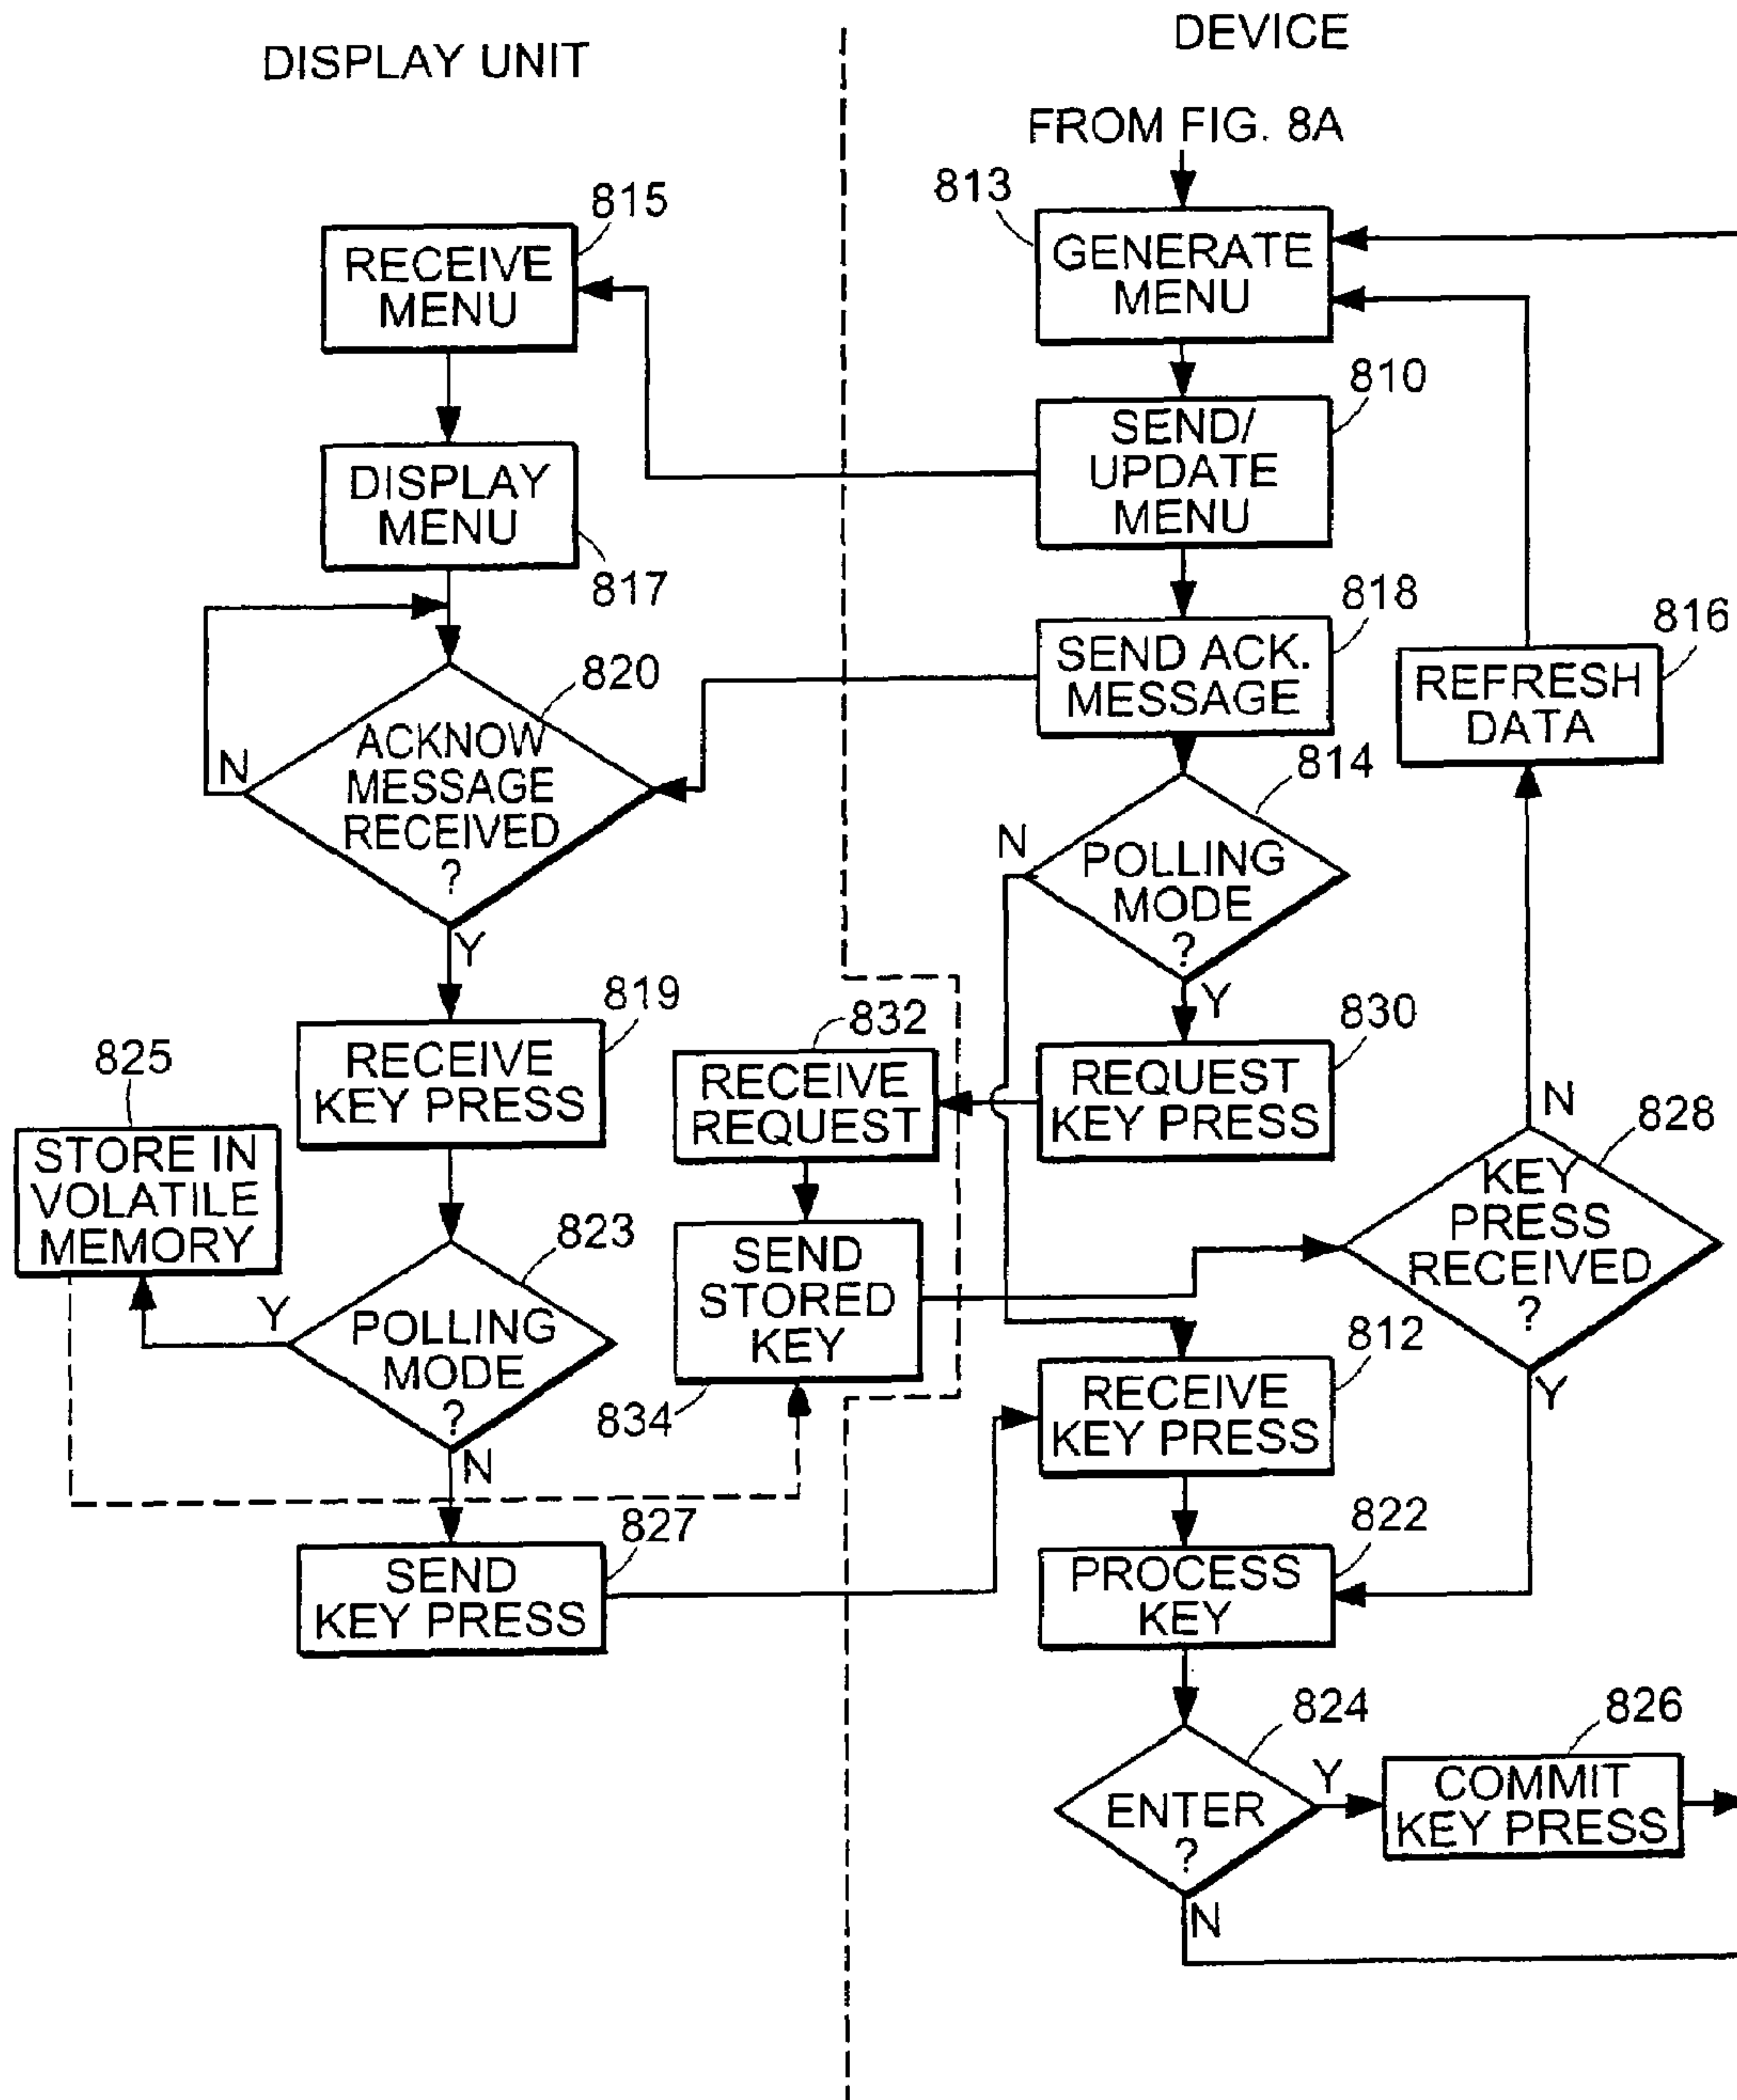 DISPLAY UNIT
DEVICE
FROM FIG. 8A
813
GENERATE
MENU
815
RECEIVE
MENU
810
SEND/
UPDATE
MENU
DISPLAY
MENU
817
818
SEND ACK.
MESSAGE
816
REFRESH
DATA
820
ACKNOW
MESSAGE
RECEIVED
?
N
Y
814
POLLING
MODE
?
N
Y
819
RECEIVE
KEY PRESS
832
RECEIVE
REQUEST
830
REQUEST
KEY PRESS
825
STORE IN
VOLATILE
MEMORY
828
N
KEY
PRESS
RECEIVED
?
Y
823
POLLING
MODE
?
Y
N
SEND
STORED
KEY
834
812
RECEIVE
KEY PRESS
827
SEND
KEY PRESS
822
PROCESS
KEY
824
ENTER
?
Y
N
826
COMMIT
KEY PRESS